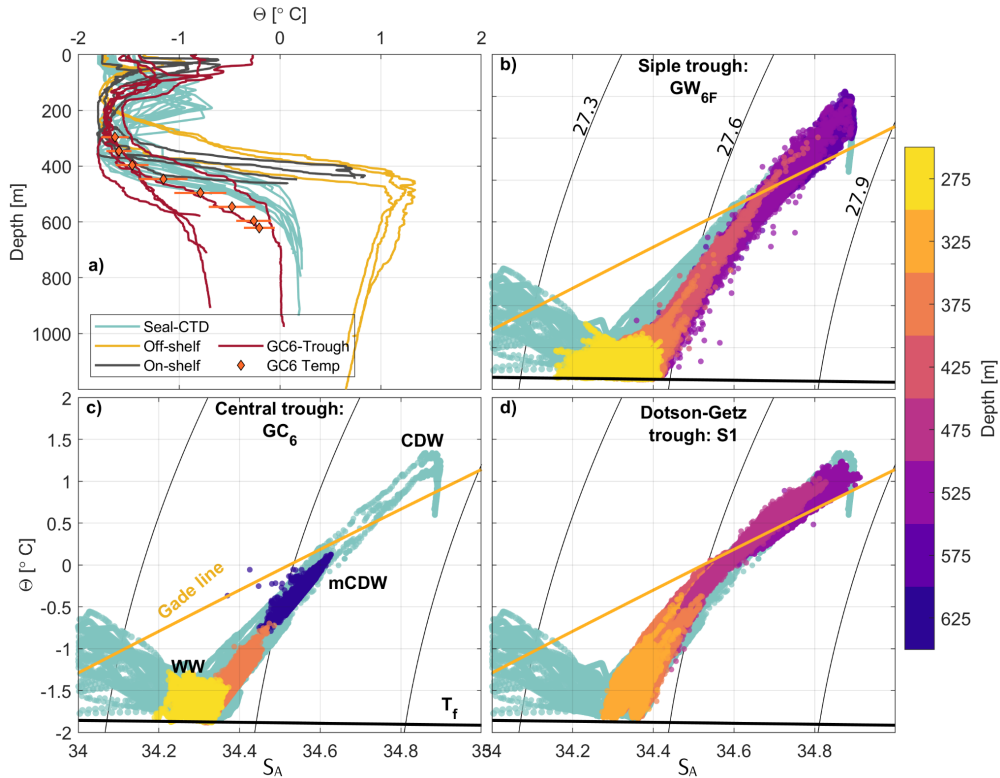 Θ [° C]
-2 -1 0 1 2
0
200
400
600
800
1000
Depth [m]
a)
Seal-CTD
Off-shelf
On-shelf
GC6-Trough
GC6 Temp
b)
Siple trough:
GW6F
27.3
27.6
27.9
275
325
375
425
475
525
575
625
Depth [m]
c)
Central trough:
GC6
CDW
Gade line
mCDW
WW
Tf
2
1.5
1
0.5
0
-0.5
-1
-1.5
-2
Θ [° C]
34 34.2 34.4 34.6 34.8 35
SA
d)
Dotson-Getz
trough: S1
34 34.2 34.4 34.6 34.8
SA